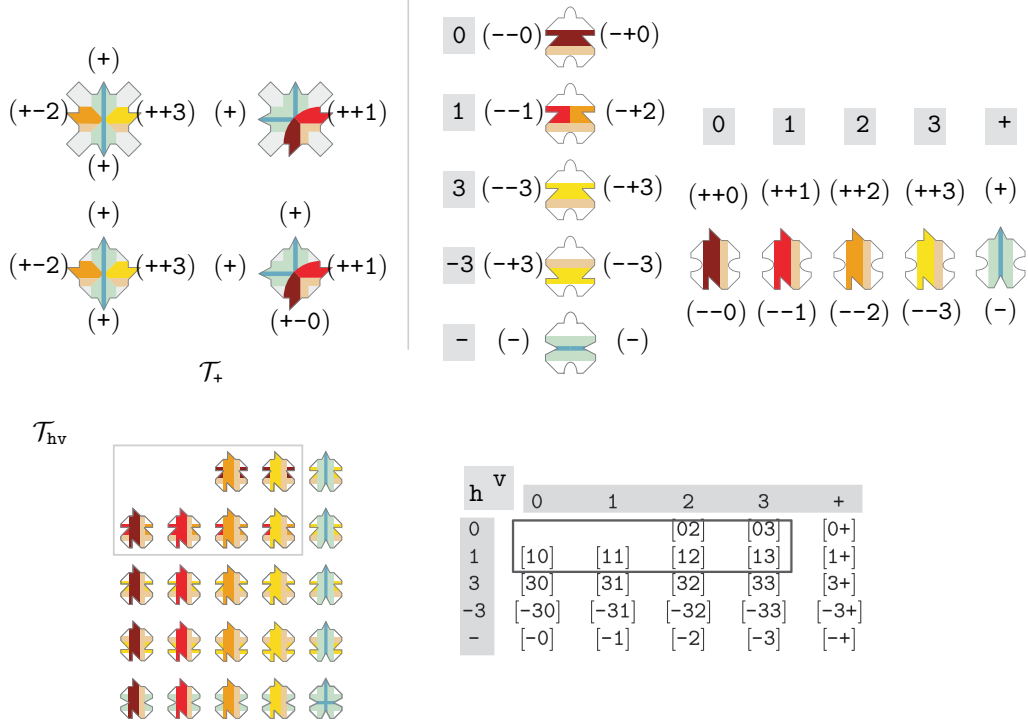 (+)
(+-2) (++3) (+) (++1)
(+)
(+) (+)
(+-2) (++3) (+) (++1)
(+) (+-0)
𝒯+
0 (--0) (-+0)
1 (--1) (-+2)
3 (--3) (-+3)
-3 (-+3) (--3)
- (-) (-)
0 1 2 3 +
(++0) (++1) (++2) (++3) (+)
(--0) (--1) (--2) (--3) (-)
𝒯hv
h v 0 1 2 3 +
0 [02] [03] [0+]
1 [10] [11] [12] [13] [1+]
3 [30] [31] [32] [33] [3+]
-3 [-30] [-31] [-32] [-33] [-3+]
- [-0] [-1] [-2] [-3] [-+]